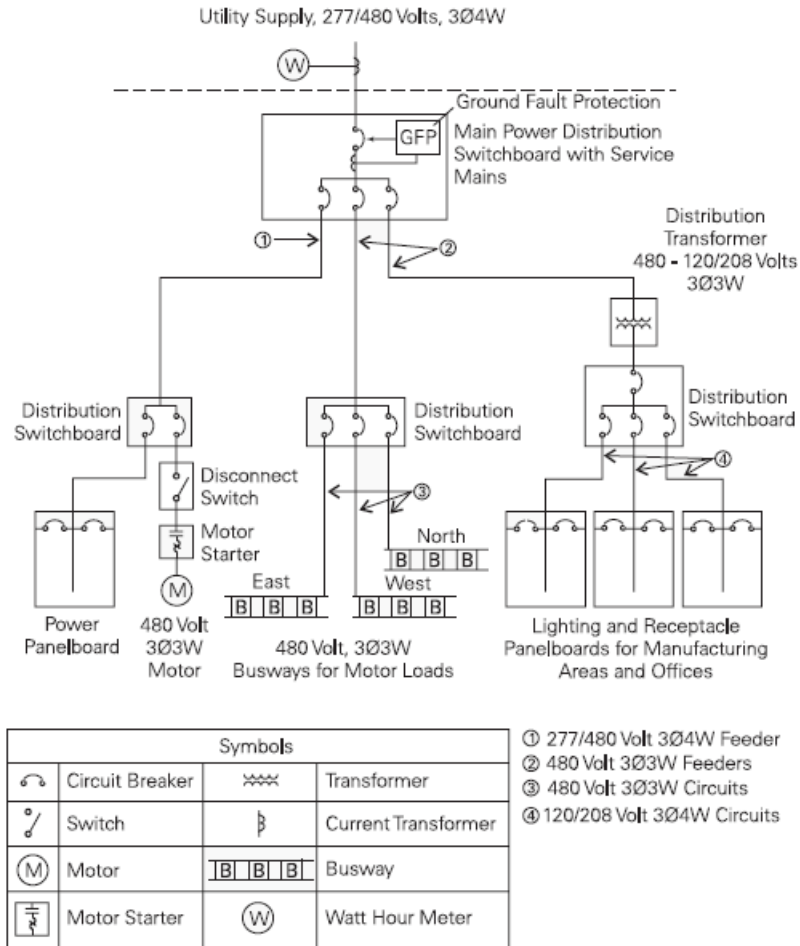 Utility Supply, 277/480 Volts, 3Ø4W
W
Ground Fault Protection
GFP
Main Power Distribution
Switchboard with Service
Mains
①
②
Distribution
Transformer
480 - 120/208 Volts
3Ø3W
Distribution
Switchboard
Distribution
Switchboard
Distribution
Switchboard
④
Disconnect
Switch
③
Motor
Starter
North
B B B
East
B B B
West
B B B
M
Power
Panelboard
480 Volt
3Ø3W
Motor
480 Volt, 3Ø3W
Busways for Motor Loads
Lighting and Receptacle
Panelboards for Manufacturing
Areas and Offices
Symbols
Circuit Breaker
Transformer
Switch
Current Transformer
M Motor
B B B Busway
Motor Starter
W Watt Hour Meter
① 277/480 Volt 3Ø4W Feeder
② 480 Volt 3Ø3W Feeders
③ 480 Volt 3Ø3W Circuits
④ 120/208 Volt 3Ø4W Circuits